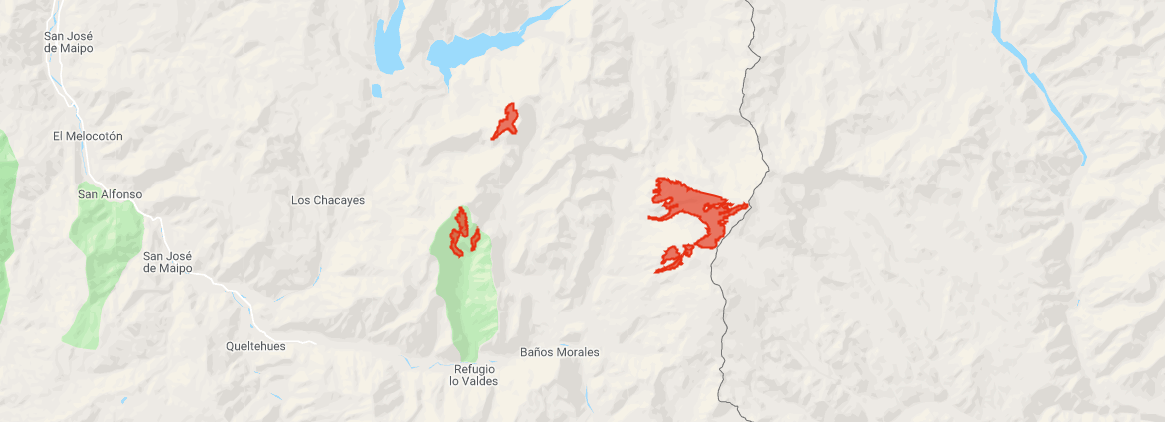 San José
de Maipo
El Melocotón
San Alfonso
Los Chacayes
San José
de Maipo
Queltehues
Baños Morales
Refugio
lo Valdes